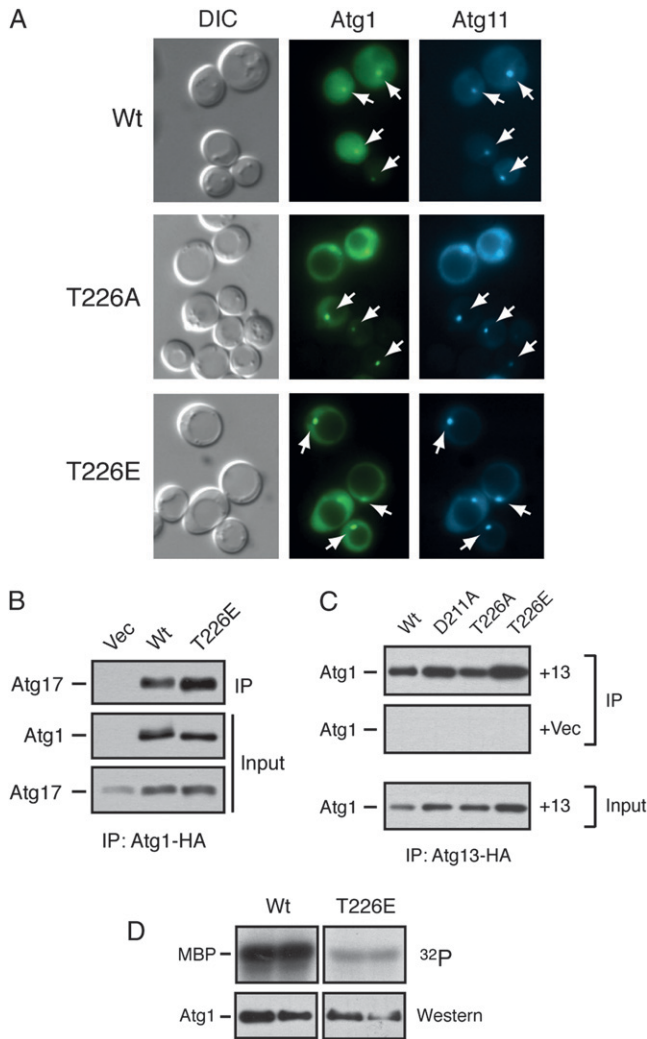 A
DIC
Atg1
Atg11
Wt
T226A
T226E
B
Vec
Wt
T226E
Atg17
IP
Atg1
Atg17
Input
IP: Atg1-HA
C
Wt
D211A
T226A
T226E
Atg1
+13
Atg1
+Vec
IP
Atg1
+13
Input
IP: Atg13-HA
D
Wt
T226E
MBP
32P
Atg1
Western